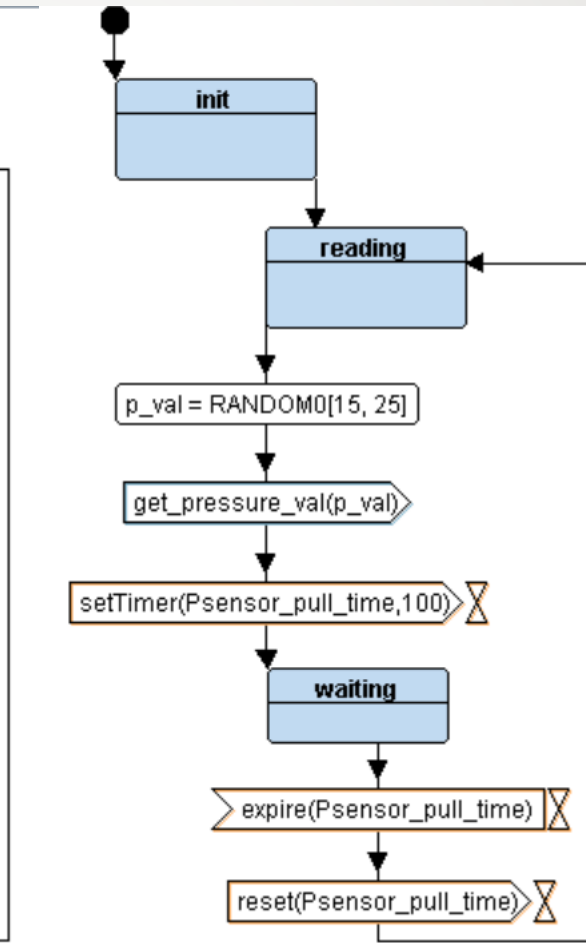 init
reading
p_val = RANDOM0[15, 25]
get_pressure_val(p_val)
setTimer(Psensor_pull_time,100)
waiting
expire(Psensor_pull_time)
reset(Psensor_pull_time)